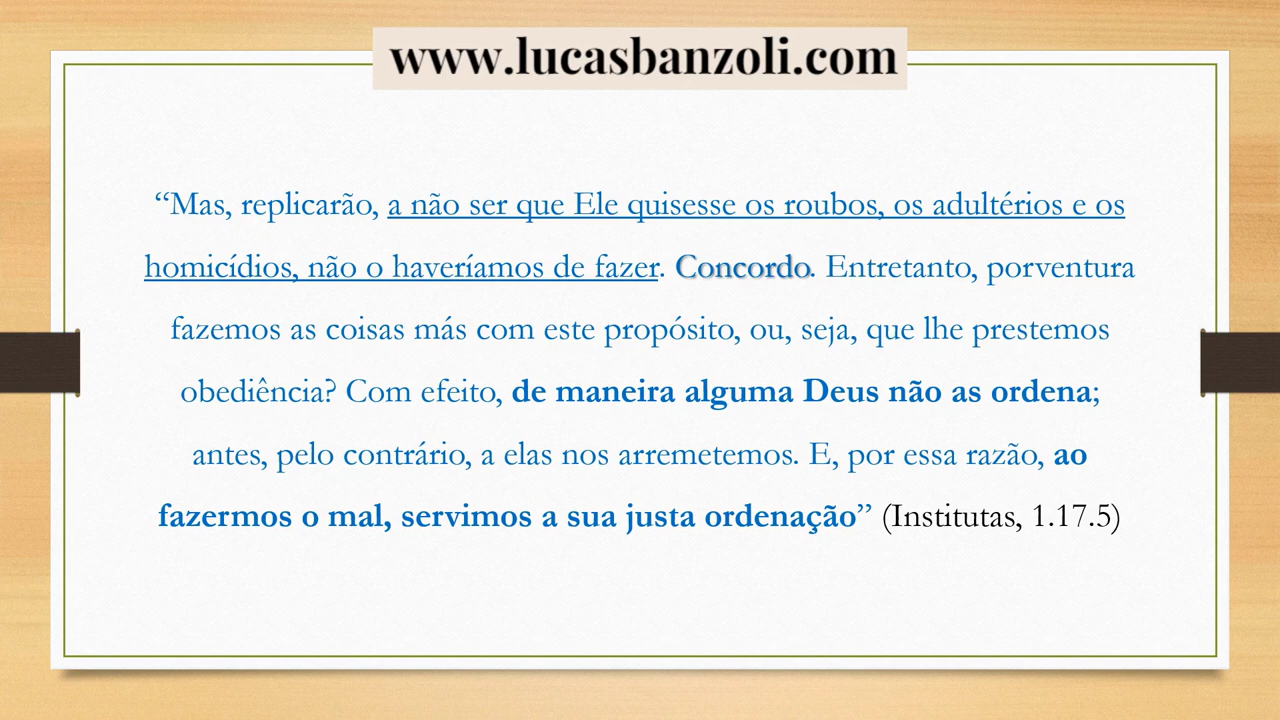 www.lucasbanzoli.com
“Mas, replicarão, a não ser que Ele quisesse os roubos, os adultérios e os
homicídios, não o haveríamos de fazer. Concordo. Entretanto, porventura
fazemos as coisas más com este propósito, ou, seja, que lhe prestemos
obediência? Com efeito, de maneira alguma Deus não as ordena;
antes, pelo contrário, a elas nos arremetemos. E, por essa razão, ao
fazermos o mal, servimos a sua justa ordenação” (Institutas, 1.17.5)